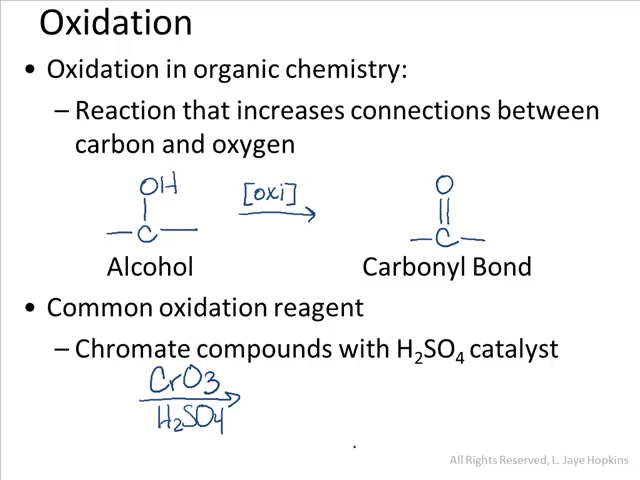 Oxidation
• Oxidation in organic chemistry:
– Reaction that increases connections between
carbon and oxygen
OH [oxi] O
C C
Alcohol Carbonyl Bond
• Common oxidation reagent
– Chromate compounds with H₂SO₄ catalyst
CrO3
H₂SO4
All Rights Reserved, L. Jaye Hopkins